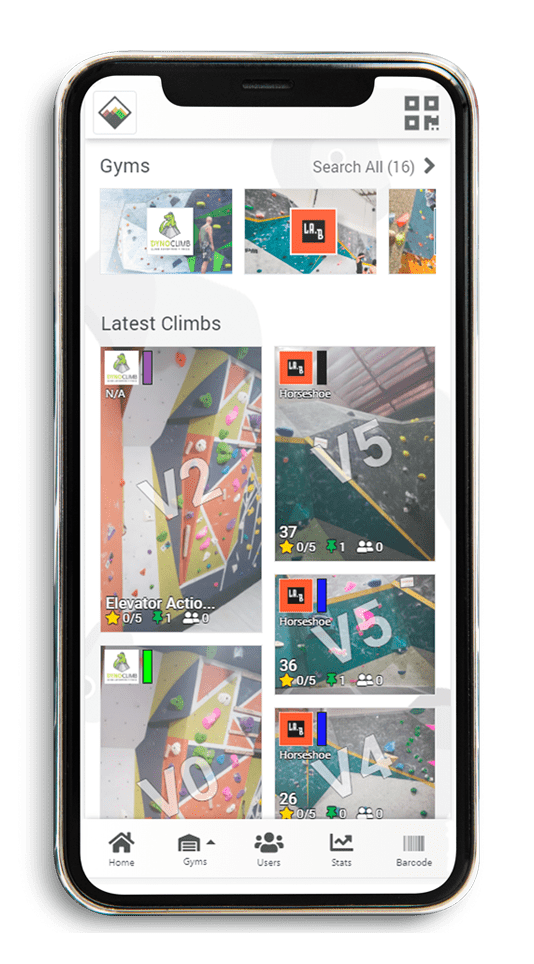 Gyms
Search All (16)
DYNOCLIMB
LA.B
Latest Climbs
DYNOCLIMB
N/A
V2
Elevator Actio...
0/5 1 0
LA.B
Horseshoe
V5
37
0/5 1 0
LA.B
Horseshoe
V5
36
0/5 1 0
DYNOCLIMB
V0
LA.B
Horseshoe
V4
26
0/5 0 0
Home
Gyms
Users
Stats
Barcode